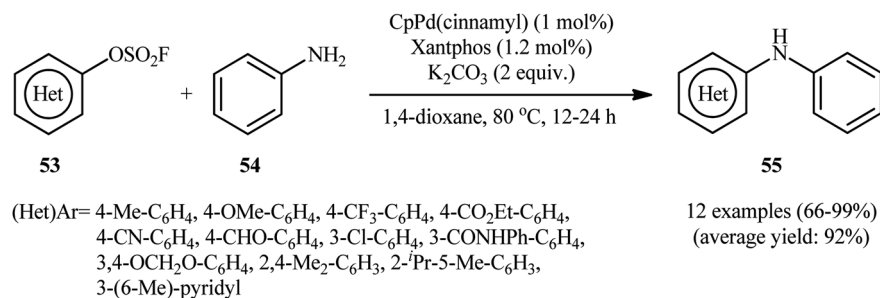 OSO₂F
Het
+
NH₂
CpPd(cinnamyl) (1 mol%)
Xantphos (1.2 mol%)
K₂CO₃ (2 equiv.)
1,4-dioxane, 80 °C, 12-24 h
H
N
Het
53
54
55
(Het)Ar= 4-Me-C₆H₄, 4-OMe-C₆H₄, 4-CF₃-C₆H₄, 4-CO₂Et-C₆H₄,
4-CN-C₆H₄, 4-CHO-C₆H₄, 3-Cl-C₆H₄, 3-CONHPh-C₆H₄,
3,4-OCH₂O-C₆H₄, 2,4-Me₂-C₆H₃, 2-ⁱPr-5-Me-C₆H₃,
3-(6-Me)-pyridyl
12 examples (66-99%)
(average yield: 92%)